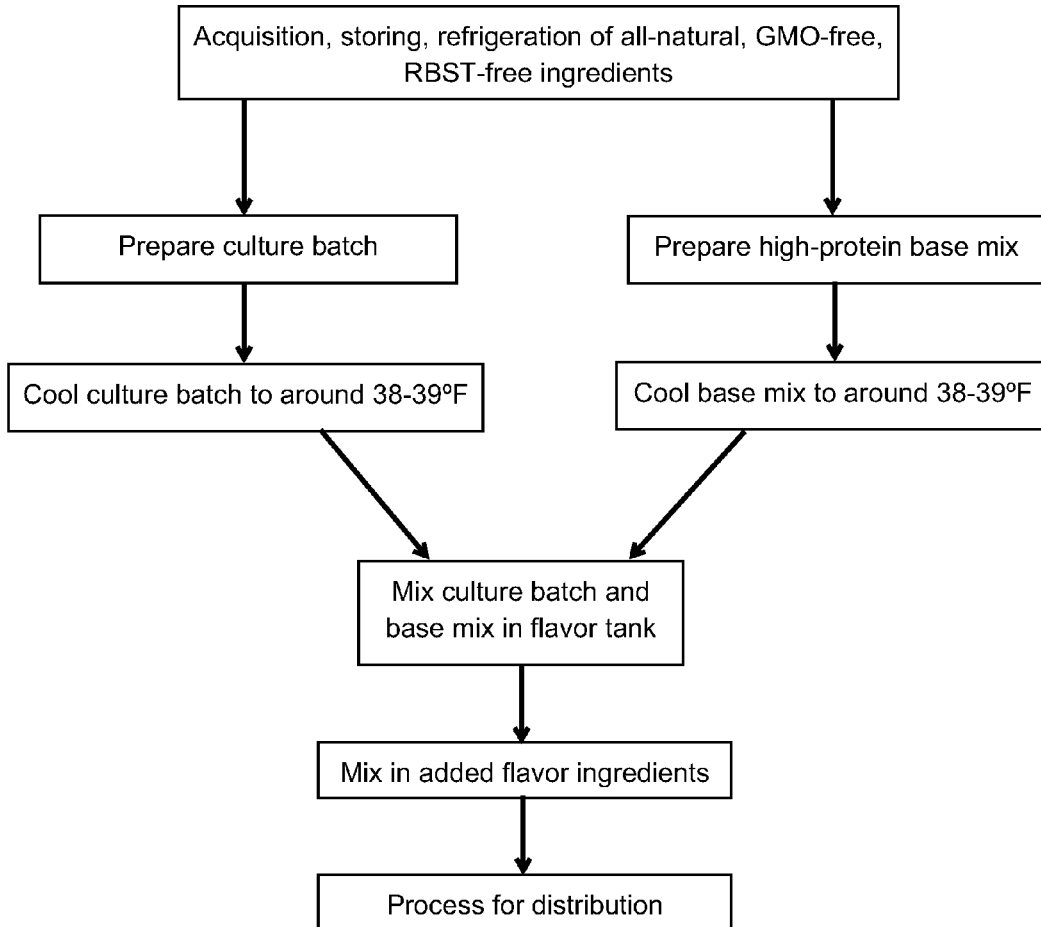 Acquisition, storing, refrigeration of all-natural, GMO-free,
RBST-free ingredients
Prepare culture batch
Prepare high-protein base mix
Cool culture batch to around 38-39ºF
Cool base mix to around 38-39ºF
Mix culture batch and
base mix in flavor tank
Mix in added flavor ingredients
Process for distribution